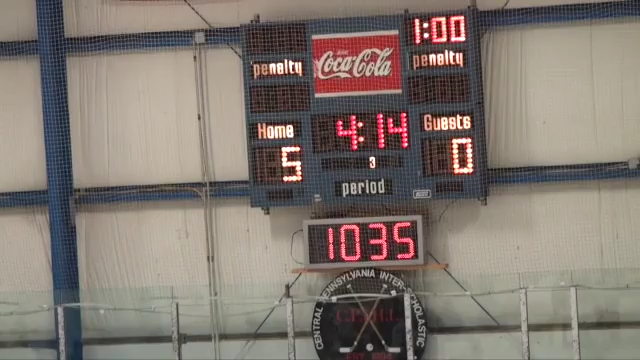 1:00
penalty
Coca-Cola
penalty
Home
4:14
Guests
5
3
0
period
1035
CENTRAL PENNSYLVANIA INTERSCHOLASTIC